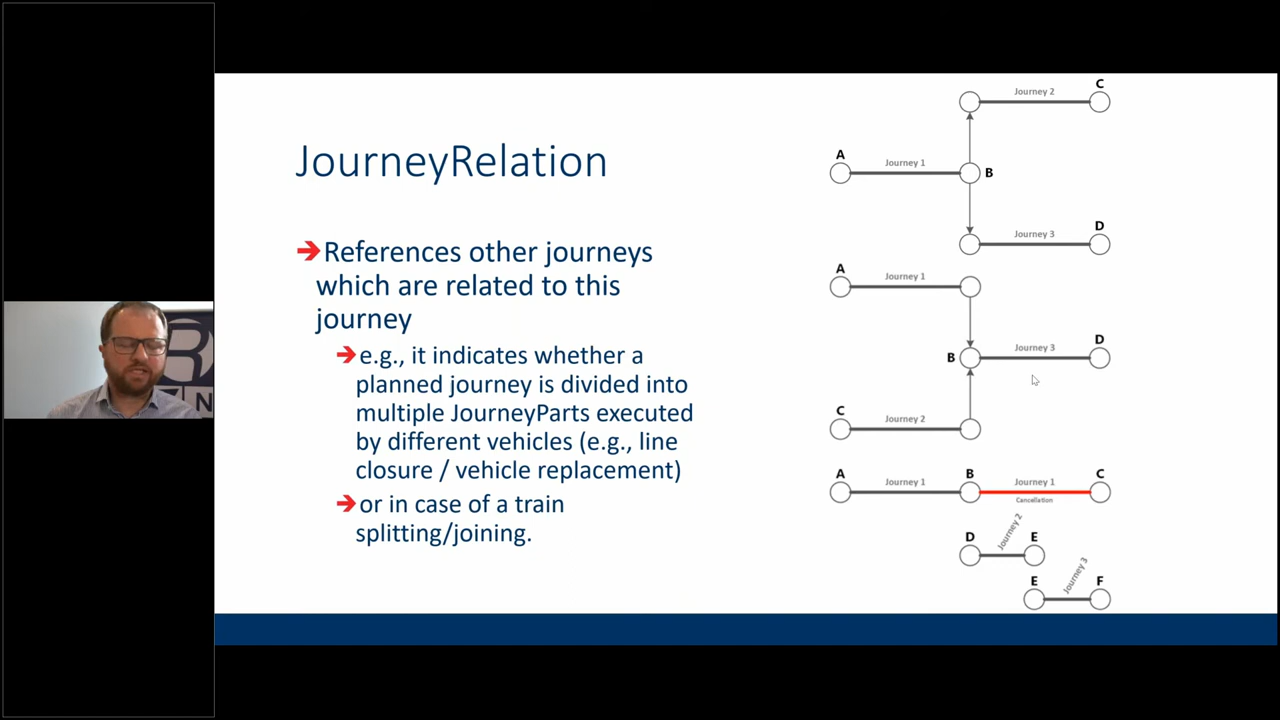 JourneyRelation
➔References other journeys
which are related to this
journey
➔e.g., it indicates whether a
planned journey is divided into
multiple JourneyParts executed
by different vehicles (e.g., line
closure / vehicle replacement)
➔or in case of a train
splitting/joining.
C
Journey 2
A
Journey 1
B
D
Journey 3
A
Journey 1
D
Journey 3
B
C
Journey 2
A
Journey 1
B
Journey 1
C
Cancellation
Journey 2
D
E
Journey 3
E
F
R
N